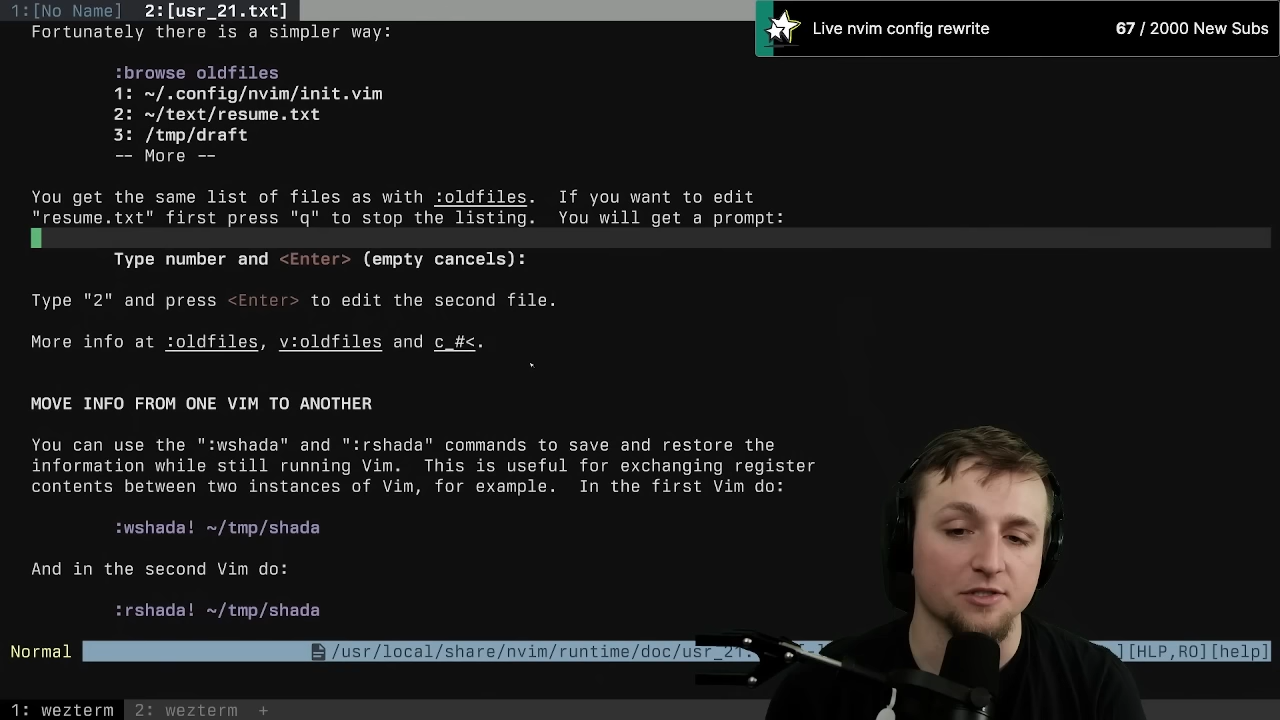 1:[No Name] 2:[usr_21.txt]
Live nvim config rewrite 67 / 2000 New Subs
Fortunately there is a simpler way:
:browse oldfiles
1: ~/.config/nvim/init.vim
2: ~/text/resume.txt
3: /tmp/draft
-- More --
You get the same list of files as with :oldfiles. If you want to edit
"resume.txt" first press "q" to stop the listing. You will get a prompt:
Type number and <Enter> (empty cancels):
Type "2" and press <Enter> to edit the second file.
More info at :oldfiles, v:oldfiles and c_#<.
MOVE INFO FROM ONE VIM TO ANOTHER
You can use the ":wshada" and ":rshada" commands to save and restore the
information while still running Vim. This is useful for exchanging register
contents between two instances of Vim, for example. In the first Vim do:
:wshada! ~/tmp/shada
And in the second Vim do:
:rshada! ~/tmp/shada
Normal /usr/local/share/nvim/runtime/doc/usr_21. [-] ][HLP,RO][help]
1: wezterm 2: wezterm +